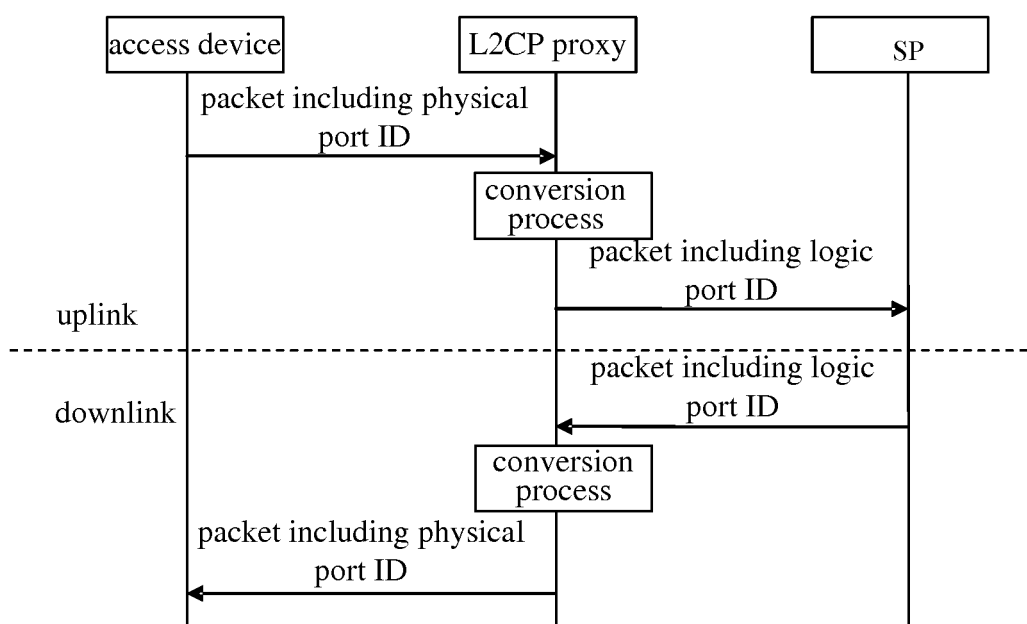 access device
L2CP proxy
SP
packet including physical
port ID
conversion
process
packet including logic
port ID
uplink
packet including logic
port ID
downlink
conversion
process
packet including physical
port ID